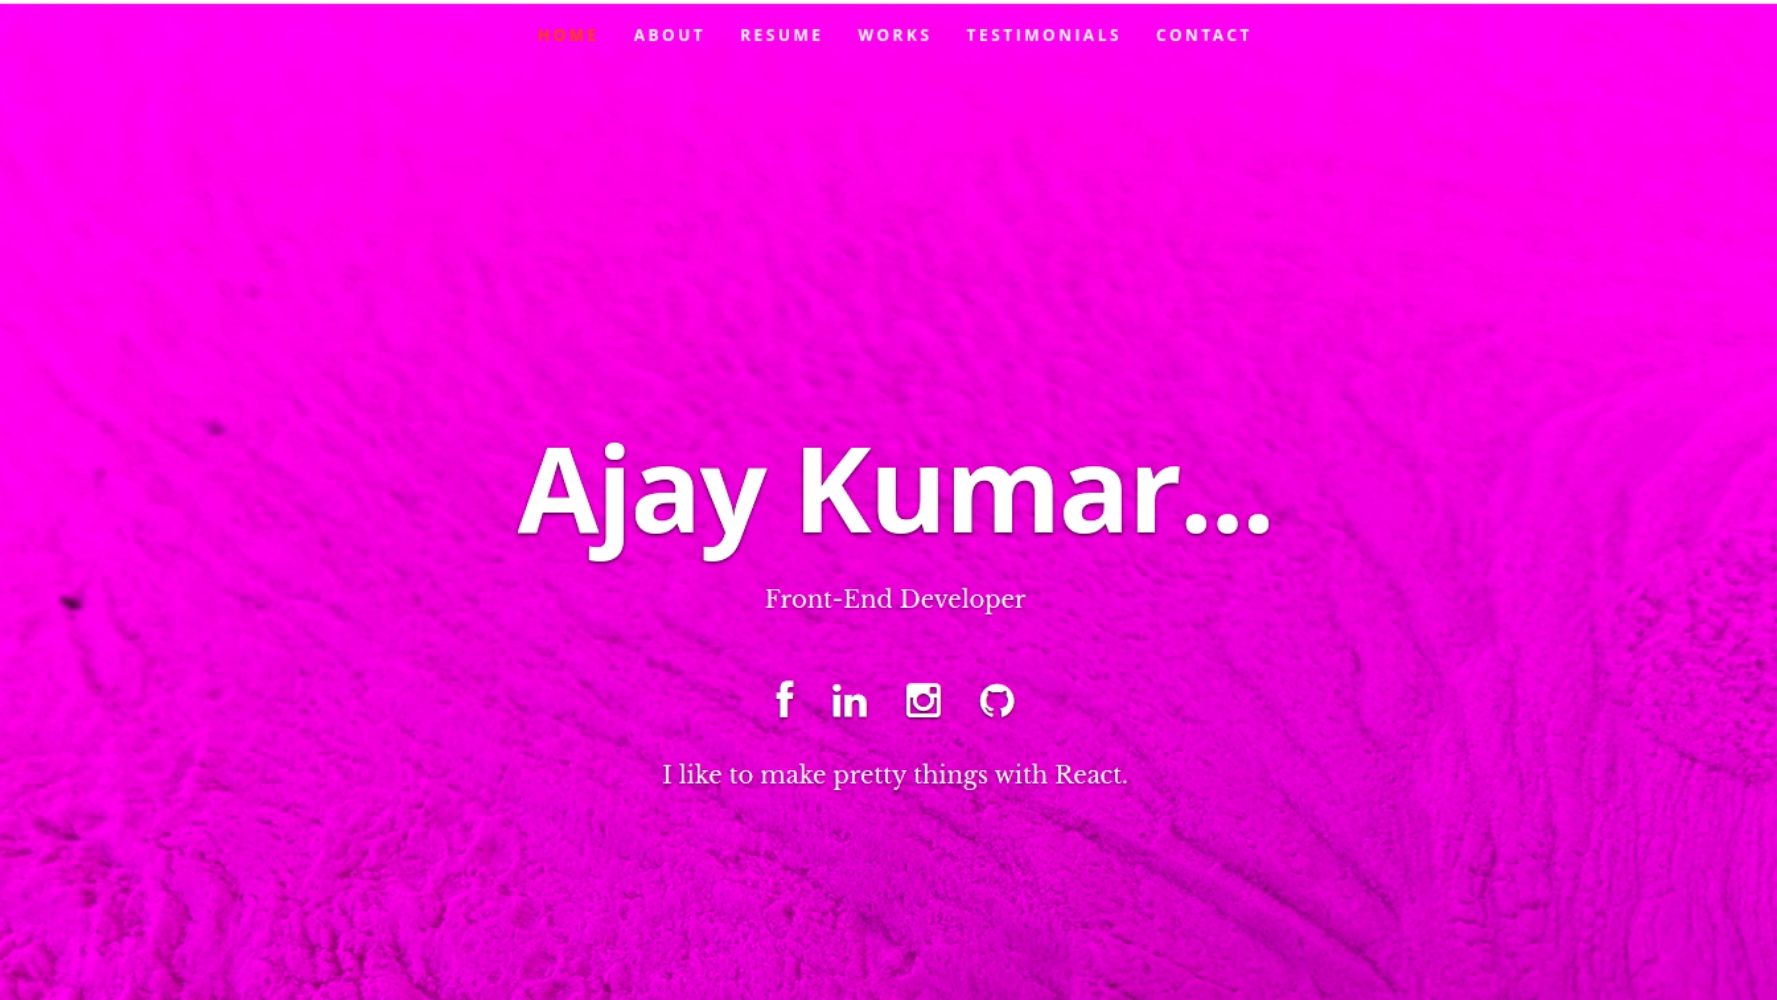 HOME ABOUT RESUME WORKS TESTIMONIALS CONTACT
Ajay Kumar...
Front-End Developer
I like to make pretty things with React.